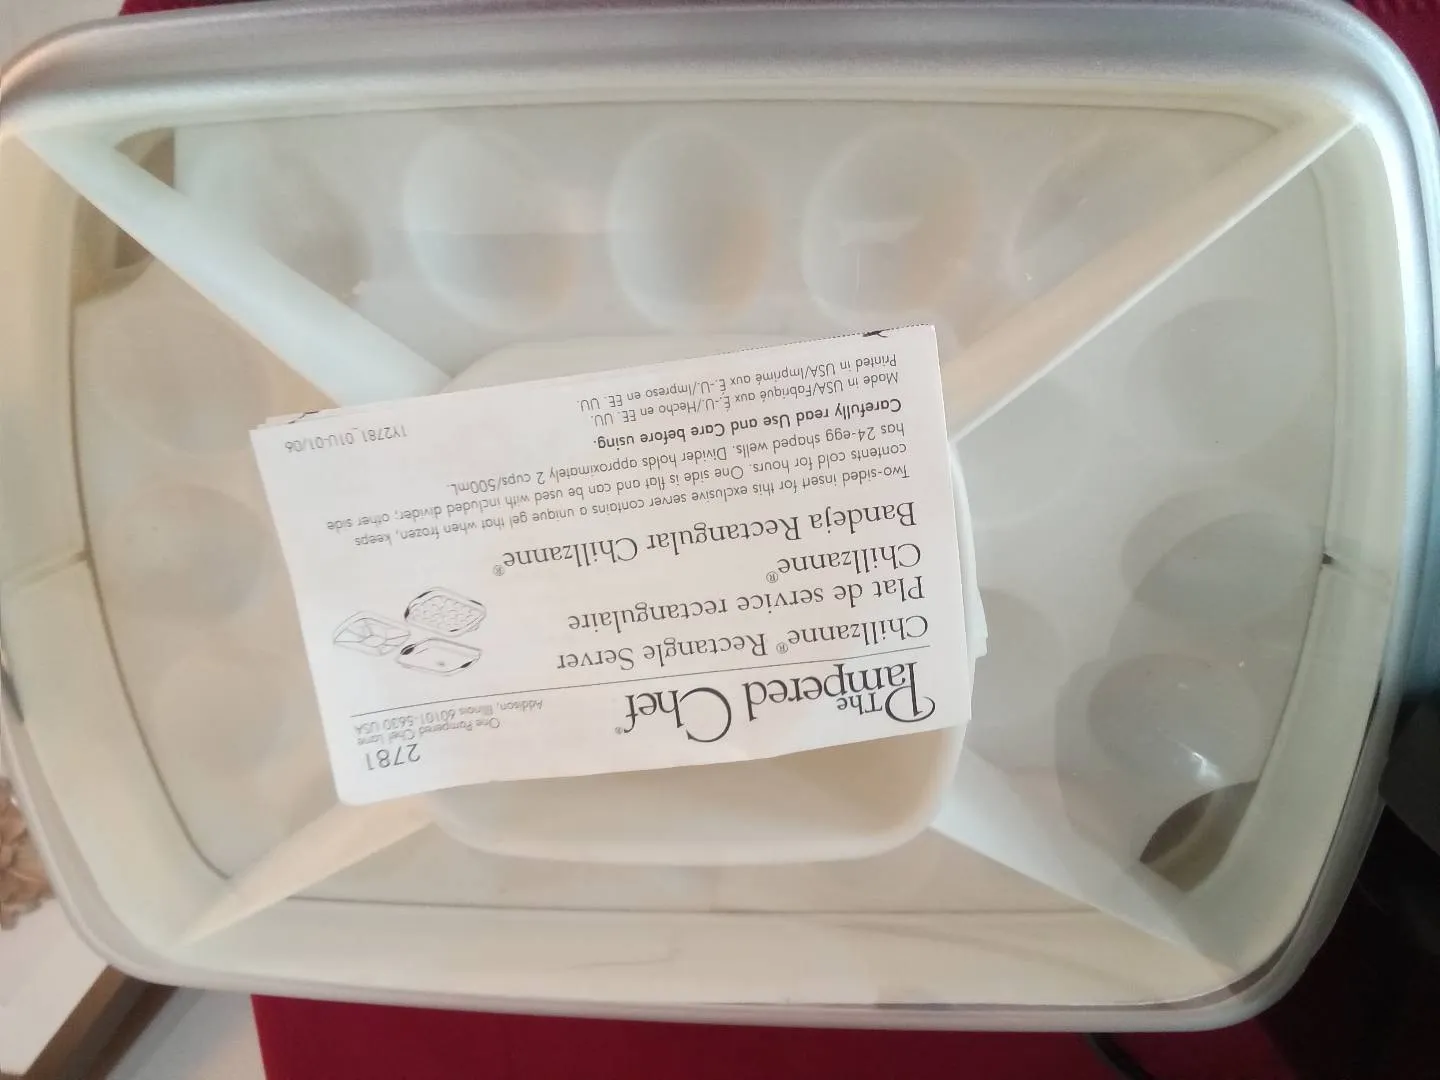 The
Pampered Chef®
2781
One Pampered Chef Lane
Addison, Illinois 60101-5630 USA
Chillzanne® Rectangle Server
Plat de service rectangulaire
Chillzanne®
Bandeja Rectangular Chillzanne®
Two-sided insert for this exclusive server contains a unique gel that when frozen, keeps
contents cold for hours. One side is flat and can be used with included divider; other side
has 24-egg shaped wells. Divider holds approximately 2 cups/500mL.
Carefully read Use and Care before using.
Made in USA/Fabriqué aux É.-U./Hecho en EE. UU.
Printed in USA/Imprimé aux É.-U./Impreso en EE. UU.
1Y2781_01U-01/06